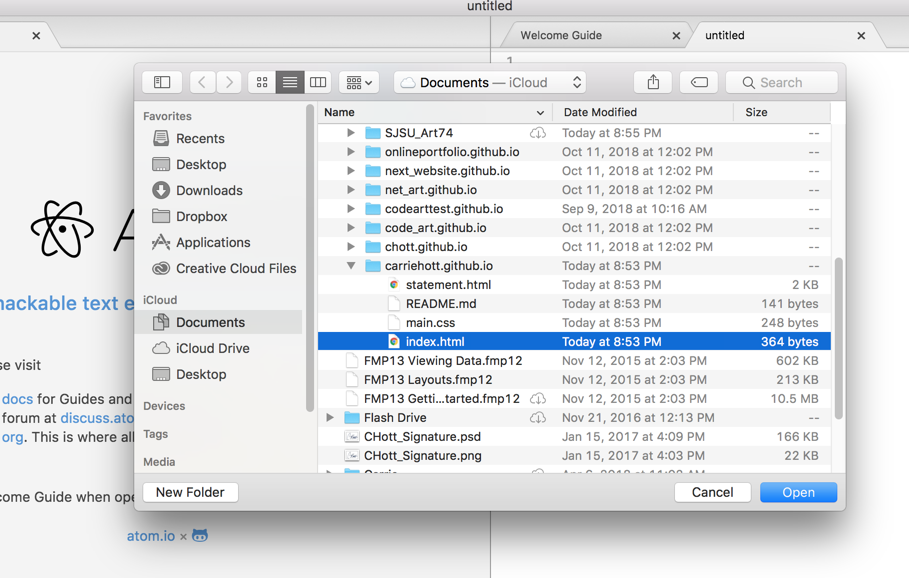 untitled
Welcome Guide
untitled
1
Documents — iCloud
Search
Favorites
Recents
Desktop
Downloads
Dropbox
Applications
Creative Cloud Files
iCloud
Documents
iCloud Drive
Desktop
Devices
Tags
Media
Name Date Modified Size
SJSU_Art74 Today at 8:55 PM --
onlineportfolio.github.io Oct 11, 2018 at 12:02 PM --
next_website.github.io Oct 11, 2018 at 12:02 PM --
net_art.github.io Oct 11, 2018 at 12:02 PM --
codearttest.github.io Sep 9, 2018 at 10:16 AM --
code_art.github.io Oct 11, 2018 at 12:02 PM --
chott.github.io Oct 11, 2018 at 12:02 PM --
carriehott.github.io Today at 8:53 PM --
statement.html Today at 8:53 PM 2 KB
README.md Today at 8:53 PM 141 bytes
main.css Today at 8:53 PM 248 bytes
index.html Today at 8:53 PM 364 bytes
FMP13 Viewing Data.fmp12 Nov 12, 2015 at 2:03 PM 602 KB
FMP13 Layouts.fmp12 Nov 12, 2015 at 2:03 PM 213 KB
FMP13 Getti...tarted.fmp12 Nov 12, 2015 at 2:03 PM 10.5 MB
Flash Drive Nov 21, 2016 at 12:13 PM --
CHott_Signature.psd Jan 15, 2017 at 4:09 PM 166 KB
CHott_Signature.png Jan 15, 2017 at 4:09 PM 22 KB
New Folder
Cancel
Open
A
hackable text e
se visit
docs for Guides and
forum at discuss.ato
org. This is where all
come Guide when ope
atom.io ×